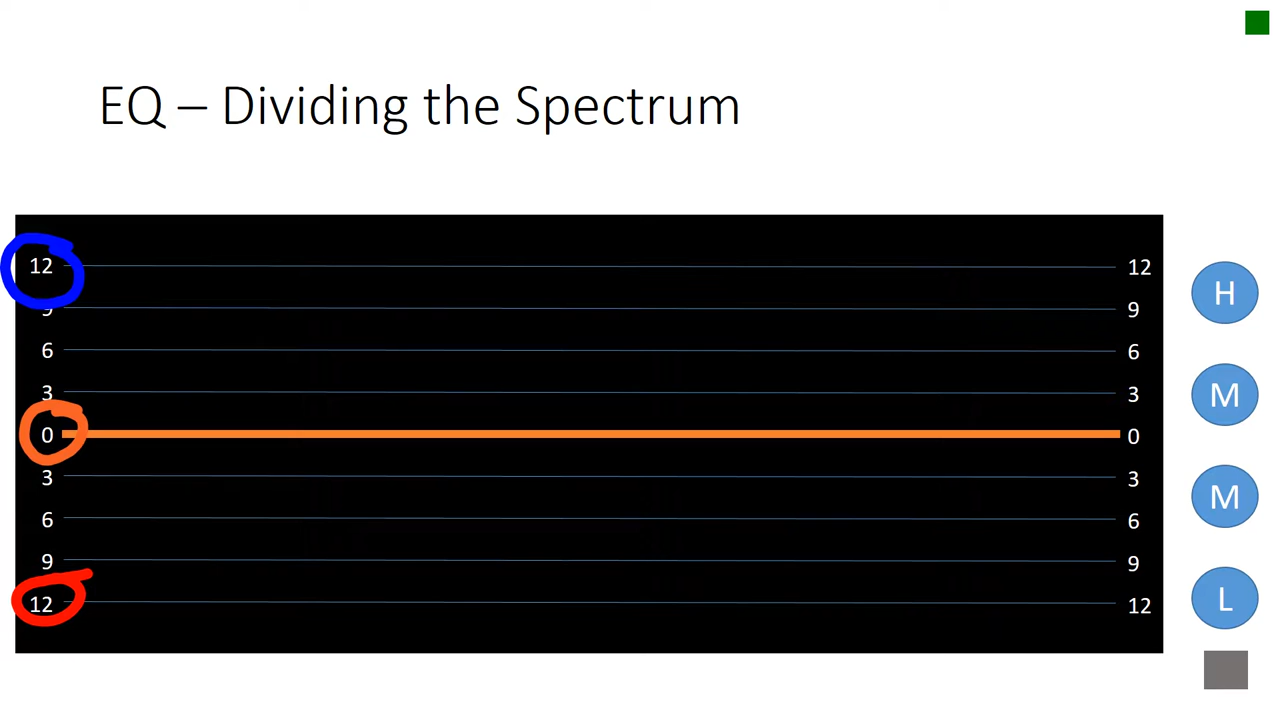 EQ – Dividing the Spectrum
12 12
9 9
6 6
3 3
0 0
3 3
6 6
9 9
12 12
H
M
M
L